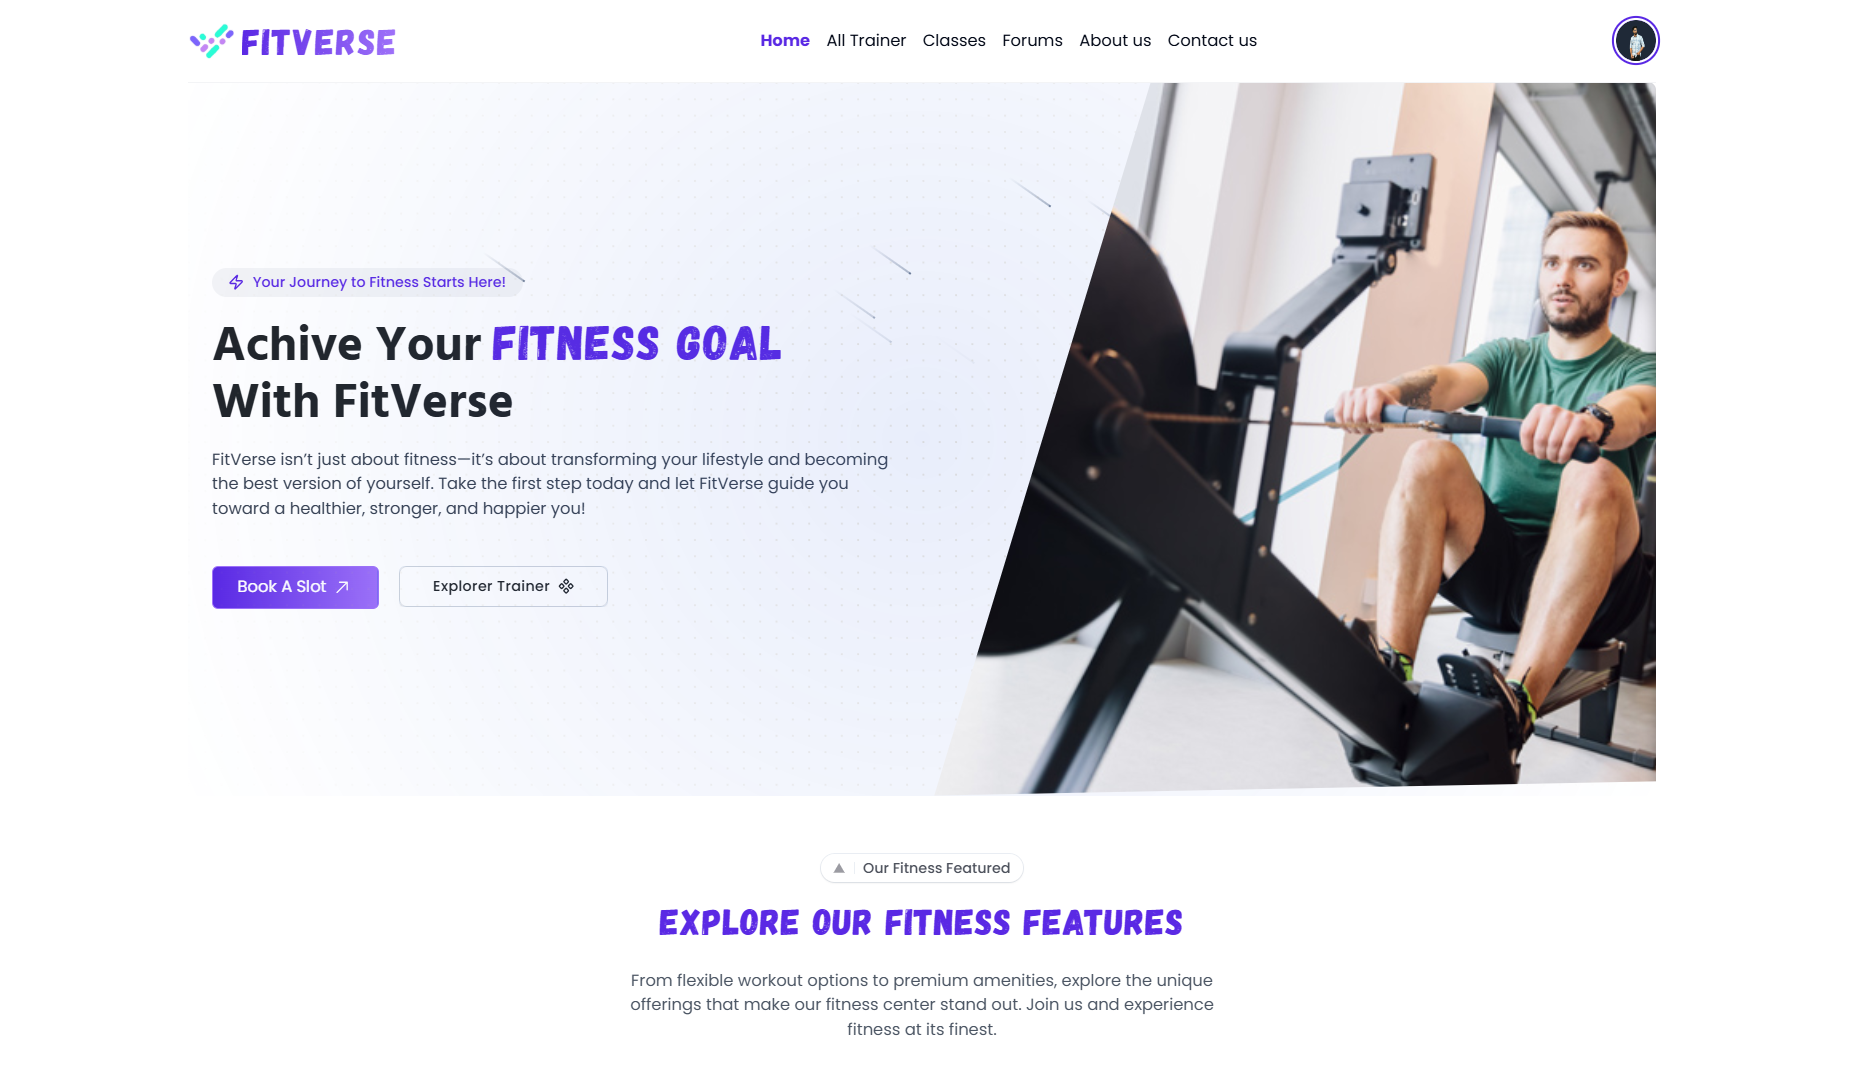 FITVERSE
Home All Trainer Classes Forums About us Contact us
Your Journey to Fitness Starts Here!
Achive Your FITNESS GOAL
With FitVerse
FitVerse isn’t just about fitness—it’s about transforming your lifestyle and becoming
the best version of yourself. Take the first step today and let FitVerse guide you
toward a healthier, stronger, and happier you!
Book A Slot
Explorer Trainer
Our Fitness Featured
EXPLORE OUR FITNESS FEATURES
From flexible workout options to premium amenities, explore the unique
offerings that make our fitness center stand out. Join us and experience
fitness at its finest.